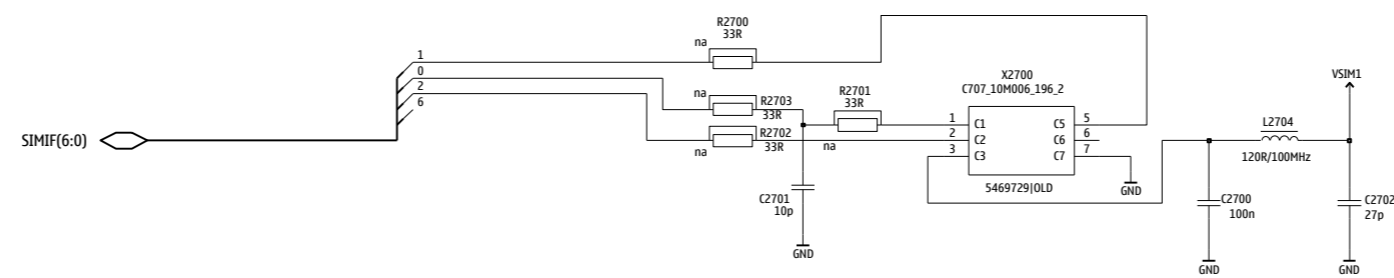 R2700
33R
na
1
0
2
6
SIMIF(6:0)
na
R2703
33R
R2702
33R
na
R2701
33R
na
C2701
10p
GND
X2700
C707_10M006_196_2
1 C1 C5 5
2 C2 C6 6
3 C3 C7 7
5469729|OLD
GND
VSIM1
L2704
120R/100MHz
C2700
100n
GND
C2702
27p
GND